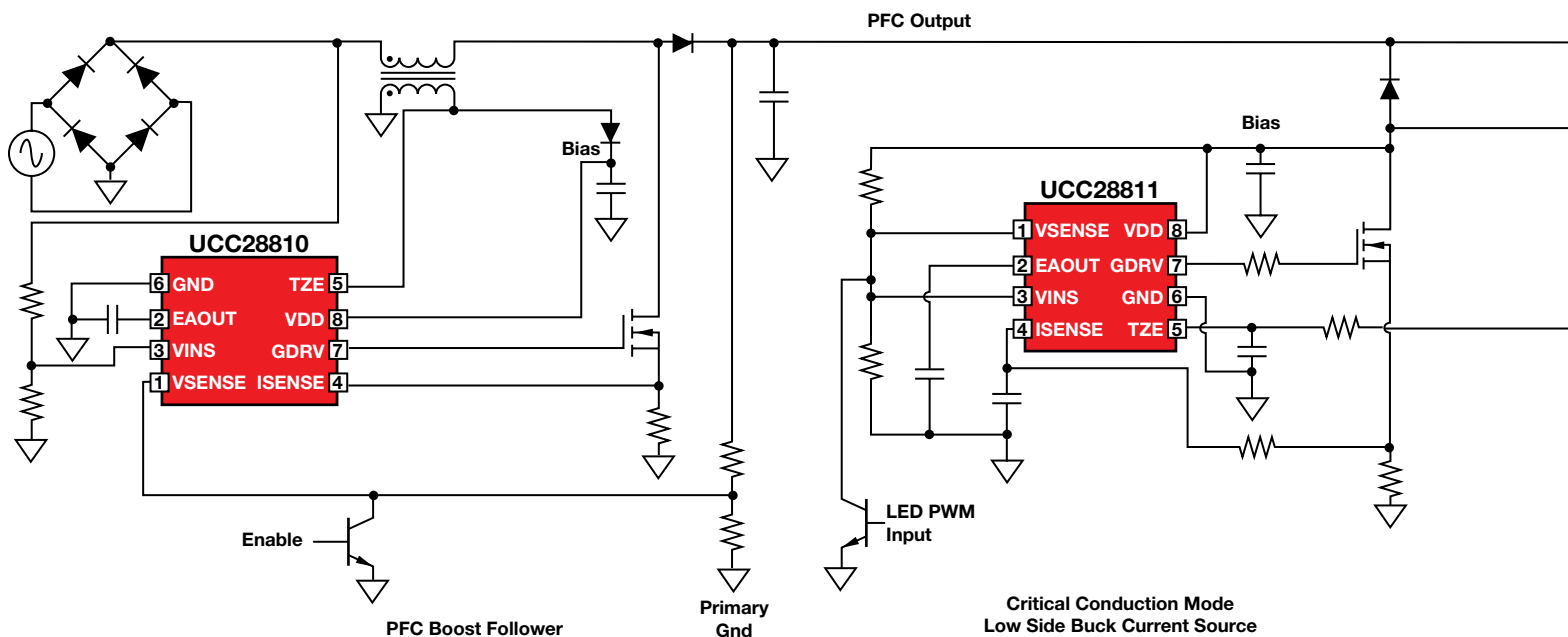 PFC Output
Bias
Bias
UCC28810
6 GND
TZE 5
2 EAOUT
VDD 8
3 VINS
GDRV 7
1 VSENSE
ISENSE 4
UCC28811
1 VSENSE
VDD 8
2 EAOUT
GDRV 7
3 VINS
GND 6
4 ISENSE
TZE 5
Enable
LED PWM
Input
Primary
Gnd
PFC Boost Follower
Critical Conduction Mode
Low Side Buck Current Source